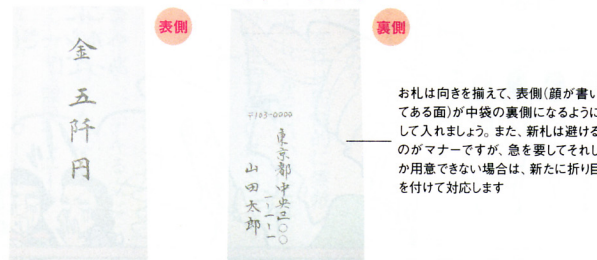 表側
金 五阡円
裏側
〒103-0000
東京都中央区〇〇
一-一-一
山田太郎
お札は向きを揃えて、表側(顔が書い
てある面)が中袋の裏側になるように
して入れましょう。また、新札は避ける
のがマナーですが、急を要してそれし
か用意できない場合は、新たに折り目
を付けて対応します